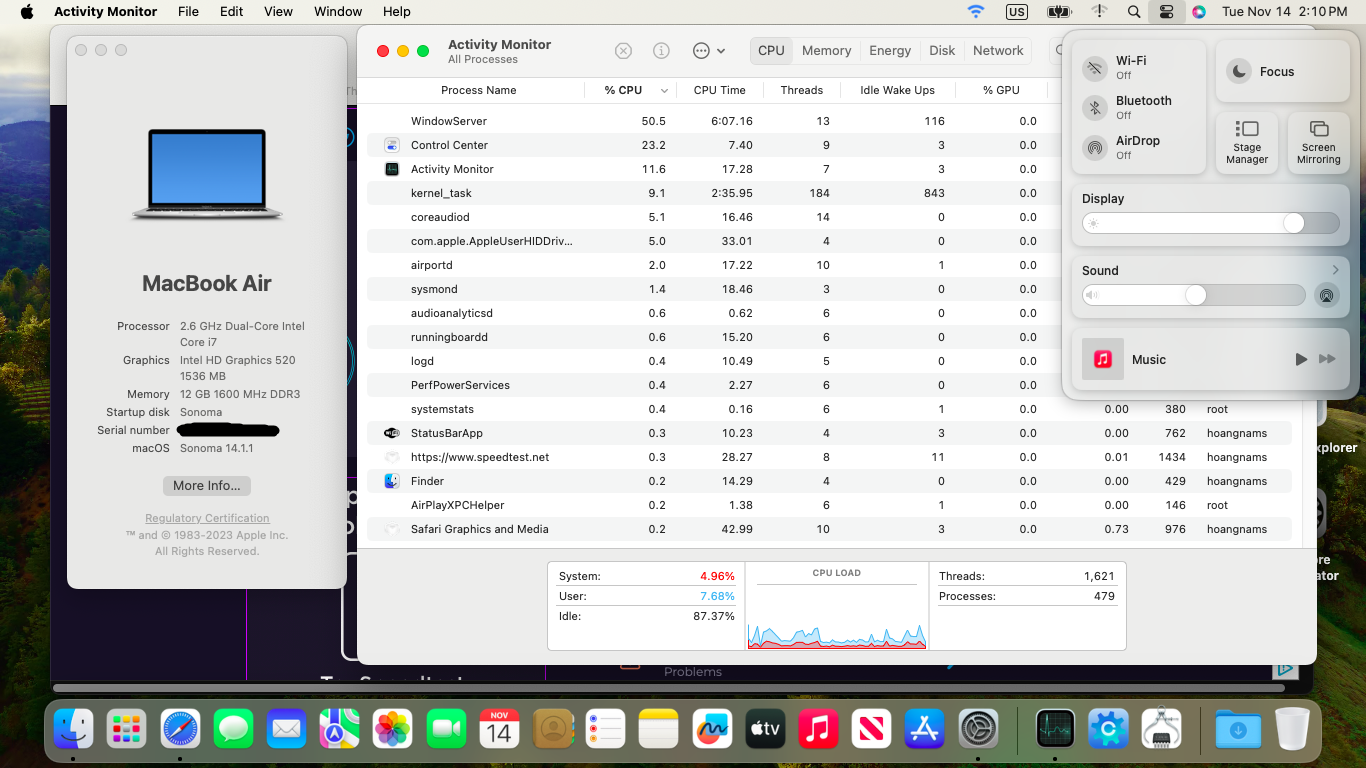 Activity Monitor File Edit View Window Help
US
Tue Nov 14 2:10 PM
MacBook Air
Processor 2.6 GHz Dual-Core Intel
Core i7
Graphics Intel HD Graphics 520
1536 MB
Memory 12 GB 1600 MHz DDR3
Startup disk Sonoma
Serial number
macOS Sonoma 14.1.1
More Info...
Regulatory Certification
™ and © 1983-2023 Apple Inc.
All Rights Reserved.
Activity Monitor
All Processes
CPU Memory Energy Disk Network
Process Name % CPU CPU Time Threads Idle Wake Ups % GPU
WindowServer 50.5 6:07.16 13 116 0.0
Control Center 23.2 7.40 9 3 0.0
Activity Monitor 11.6 17.28 7 3 0.0
kernel_task 9.1 2:35.95 184 843 0.0
coreaudiod 5.1 16.46 14 0 0.0
com.apple.AppleUserHIDDriv... 5.0 33.01 4 0 0.0
airportd 2.0 17.22 10 1 0.0
sysmond 1.4 18.46 3 0 0.0
audioanalyticsd 0.6 0.62 6 0 0.0
runningboardd 0.6 15.20 6 0 0.0
logd 0.4 10.49 5 0 0.0
PerfPowerServices 0.4 2.27 6 0 0.0
systemstats 0.4 0.16 6 1 0.0 0.00 380 root
StatusBarApp 0.3 10.23 4 3 0.0 0.00 762 hoangnams
https://www.speedtest.net 0.3 28.27 8 11 0.0 0.01 1434 hoangnams
Finder 0.2 14.29 4 0 0.0 0.00 429 hoangnams
AirPlayXPCHelper 0.2 1.38 6 1 0.0 0.00 146 root
Safari Graphics and Media 0.2 42.99 10 3 0.0 0.73 976 hoangnams
System: 4.96%
User: 7.68%
Idle: 87.37%
CPU LOAD
Threads: 1,621
Processes: 479
Wi-Fi
Off
Bluetooth
Off
AirDrop
Off
Focus
Stage
Manager
Screen
Mirroring
Display
Sound
Music
Problems
NOV
14
tv